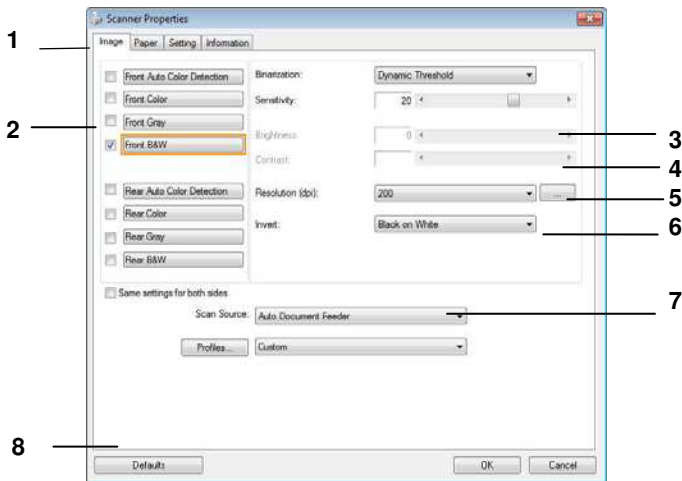 Scanner Properties
1
Image Paper Setting Information
Front Auto Color Detection
Binarization: Dynamic Threshold
Front Color
Sensitivity: 20
2
Front Gray
Front B&W
Brightness: 0
3
Contrast:
4
Rear Auto Color Detection
Resolution (dpi): 200 ...
5
Rear Color
Invert: Black on White
6
Rear Gray
Rear B&W
Same settings for both sides
7
Scan Source: Auto Document Feeder
Profiles... Custom
8
Defaults OK Cancel